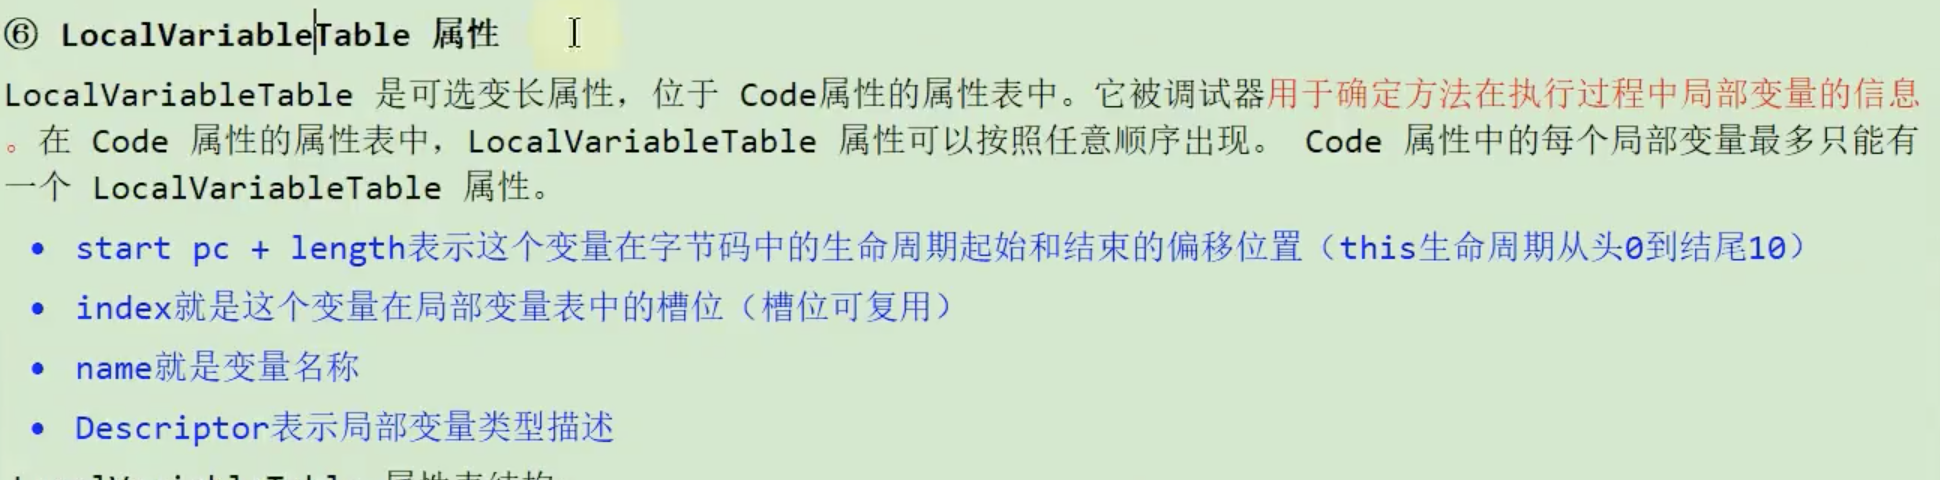 ⑥ LocalVariableTable 属性
LocalVariableTable 是可选变长属性，位于 Code属性的属性表中。它被调试器用于确定方法在执行过程中局部变量的信息
。在 Code 属性的属性表中，LocalVariableTable 属性可以按照任意顺序出现。 Code 属性中的每个局部变量最多只能有
一个 LocalVariableTable 属性。
• start pc + length表示这个变量在字节码中的生命周期起始和结束的偏移位置（this生命周期从头0到结尾10）
• index就是这个变量在局部变量表中的槽位（槽位可复用）
• name就是变量名称
• Descriptor表示局部变量类型描述
LocalVariableTable 属性表结构